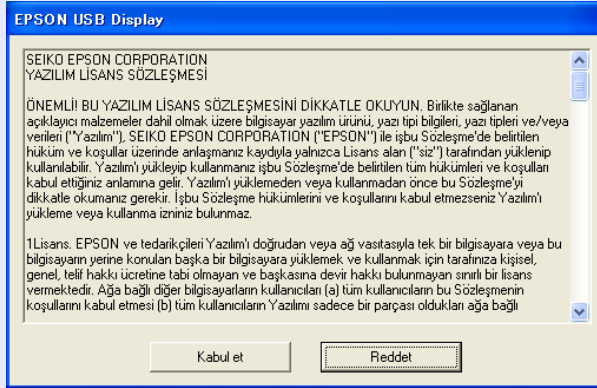 EPSON USB Display
SEIKO EPSON CORPORATION
YAZILIM LİSANS SÖZLEŞMESİ
ÖNEMLİ! BU YAZILIM LİSANS SÖZLEŞMESİNİ DİKKATLE OKUYUN. Birlikte sağlanan
açıklayıcı malzemeler dahil olmak üzere bilgisayar yazılım ürünü, yazı tipi bilgileri, yazı tipleri ve/veya
verileri ("Yazılım"), SEIKO EPSON CORPORATION ("EPSON") ile işbu Sözleşme'de belirtilen
hüküm ve koşullar üzerinde anlaşmanız kaydıyla yalnızca Lisans alan ("siz") tarafından yüklenip
kullanılabilir. Yazılım'ı yükleyip kullanmanız işbu Sözleşme'de belirtilen tüm hükümleri ve koşulları
kabul ettiğiniz anlamına gelir. Yazılım'ı yüklemeden veya kullanmadan önce bu Sözleşme'yi
dikkatle okumanız gerekir. İşbu Sözleşme hükümlerini ve koşullarını kabul etmezseniz Yazılım'ı
yükleme veya kullanma izniniz bulunmaz.
1Lisans. EPSON ve tedarikçileri Yazılım'ı doğrudan veya ağ vasıtasıyla tek bir bilgisayara veya bu
bilgisayarın yerine konulan başka bir bilgisayara yüklemek ve kullanmak için tarafınıza kişisel,
genel, telif hakkı ücretine tabi olmayan ve başkasına devir hakkı bulunmayan sınırlı bir lisans
vermektedir. Ağa bağlı diğer bilgisayarların kullanıcıları (a) tüm kullanıcıların bu Sözleşmenin
koşullarını kabul etmesi (b) tüm kullanıcıların Yazılımı sadece bir parçası oldukları ağa bağlı
Kabul et
Reddet